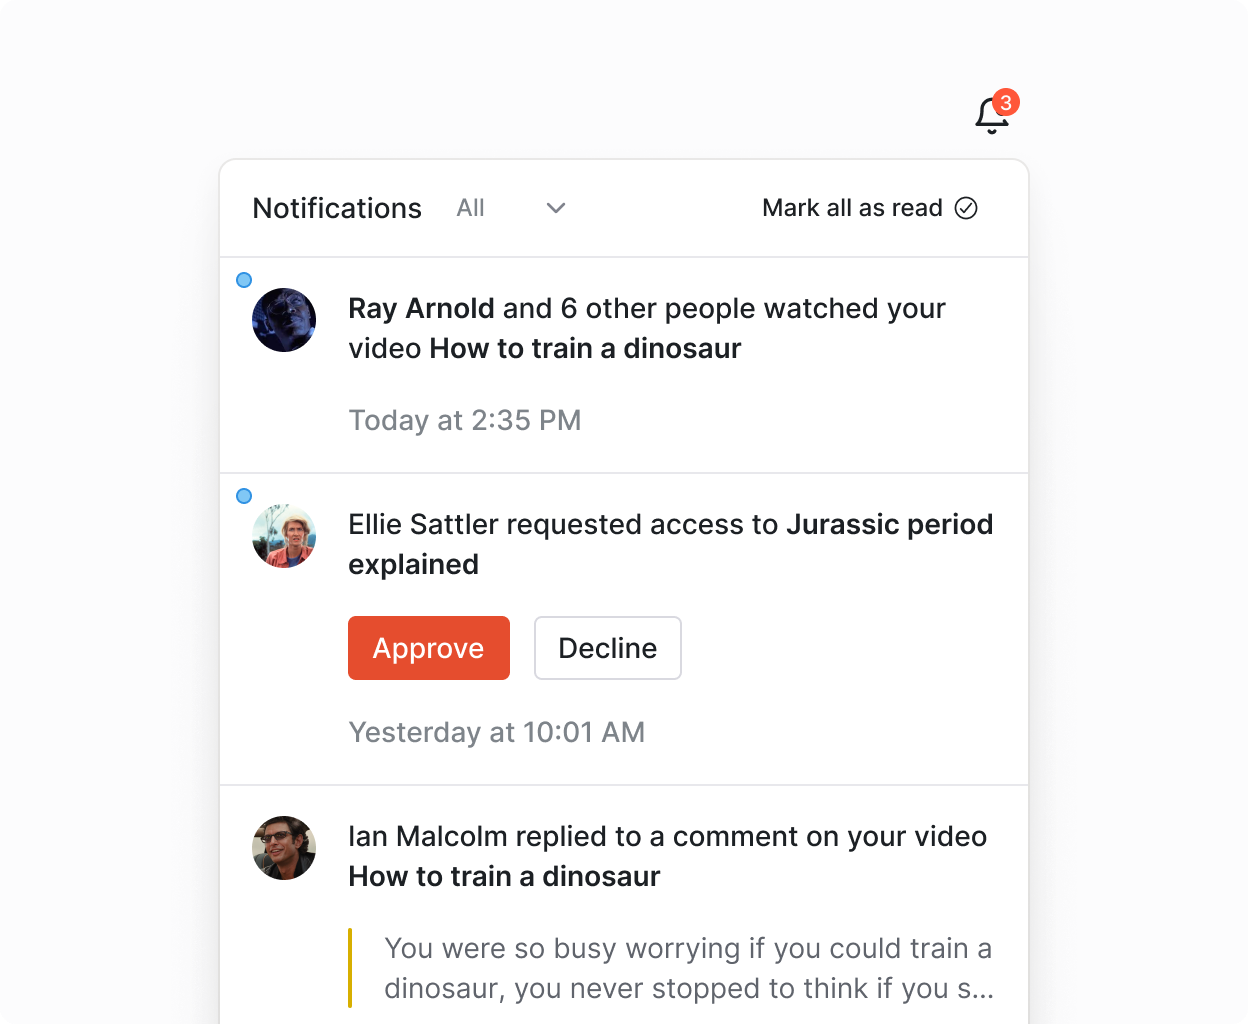 3
Notifications All Mark all as read
Ray Arnold and 6 other people watched your
video How to train a dinosaur
Today at 2:35 PM
Ellie Sattler requested access to Jurassic period
explained
Approve Decline
Yesterday at 10:01 AM
Ian Malcolm replied to a comment on your video
How to train a dinosaur
You were so busy worrying if you could train a
dinosaur, you never stopped to think if you s...